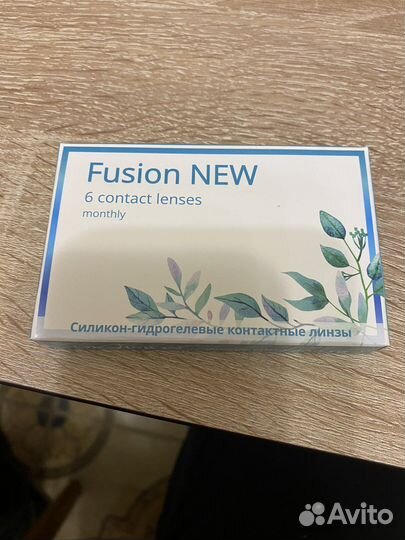 Fusion NEW
6 contact lenses
monthly
Силикон-гидрогелевые контактные линзы
Avito